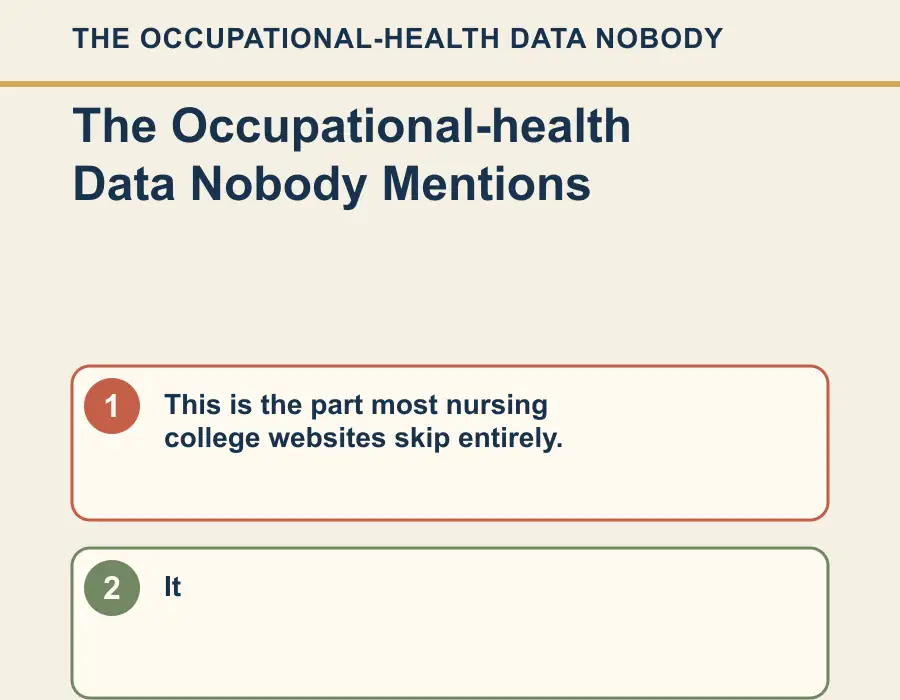 THE OCCUPATIONAL-HEALTH DATA NOBODY
The Occupational-health
Data Nobody Mentions
1
This is the part most nursing
college websites skip entirely.
2
It